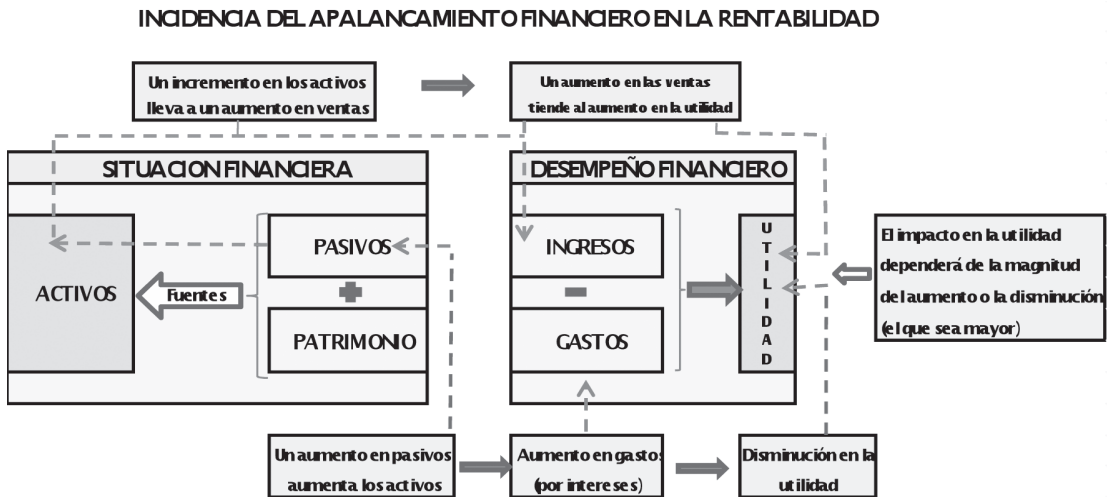 INCIDENCIA DEL APALANCAMIENTO FINANCIERO EN LA RENTABILIDAD
Un incremento en los activos
lleva a un aumento en ventas
Un aumento en las ventas
tiende al aumento en la utilidad
SITUACION FINANCIERA
ACTIVOS
Fuentes
PASIVOS
PATRIMONIO
DESEMPEÑO FINANCIERO
INGRESOS
GASTOS
U
T
I
L
I
D
A
D
El impacto en la utilidad
dependerá de la magnitud
del aumento o la disminución
(el que sea mayor)
Un aumento en pasivos
aumenta los activos
Aumento en gastos
(por intereses)
Disminución en la
utilidad